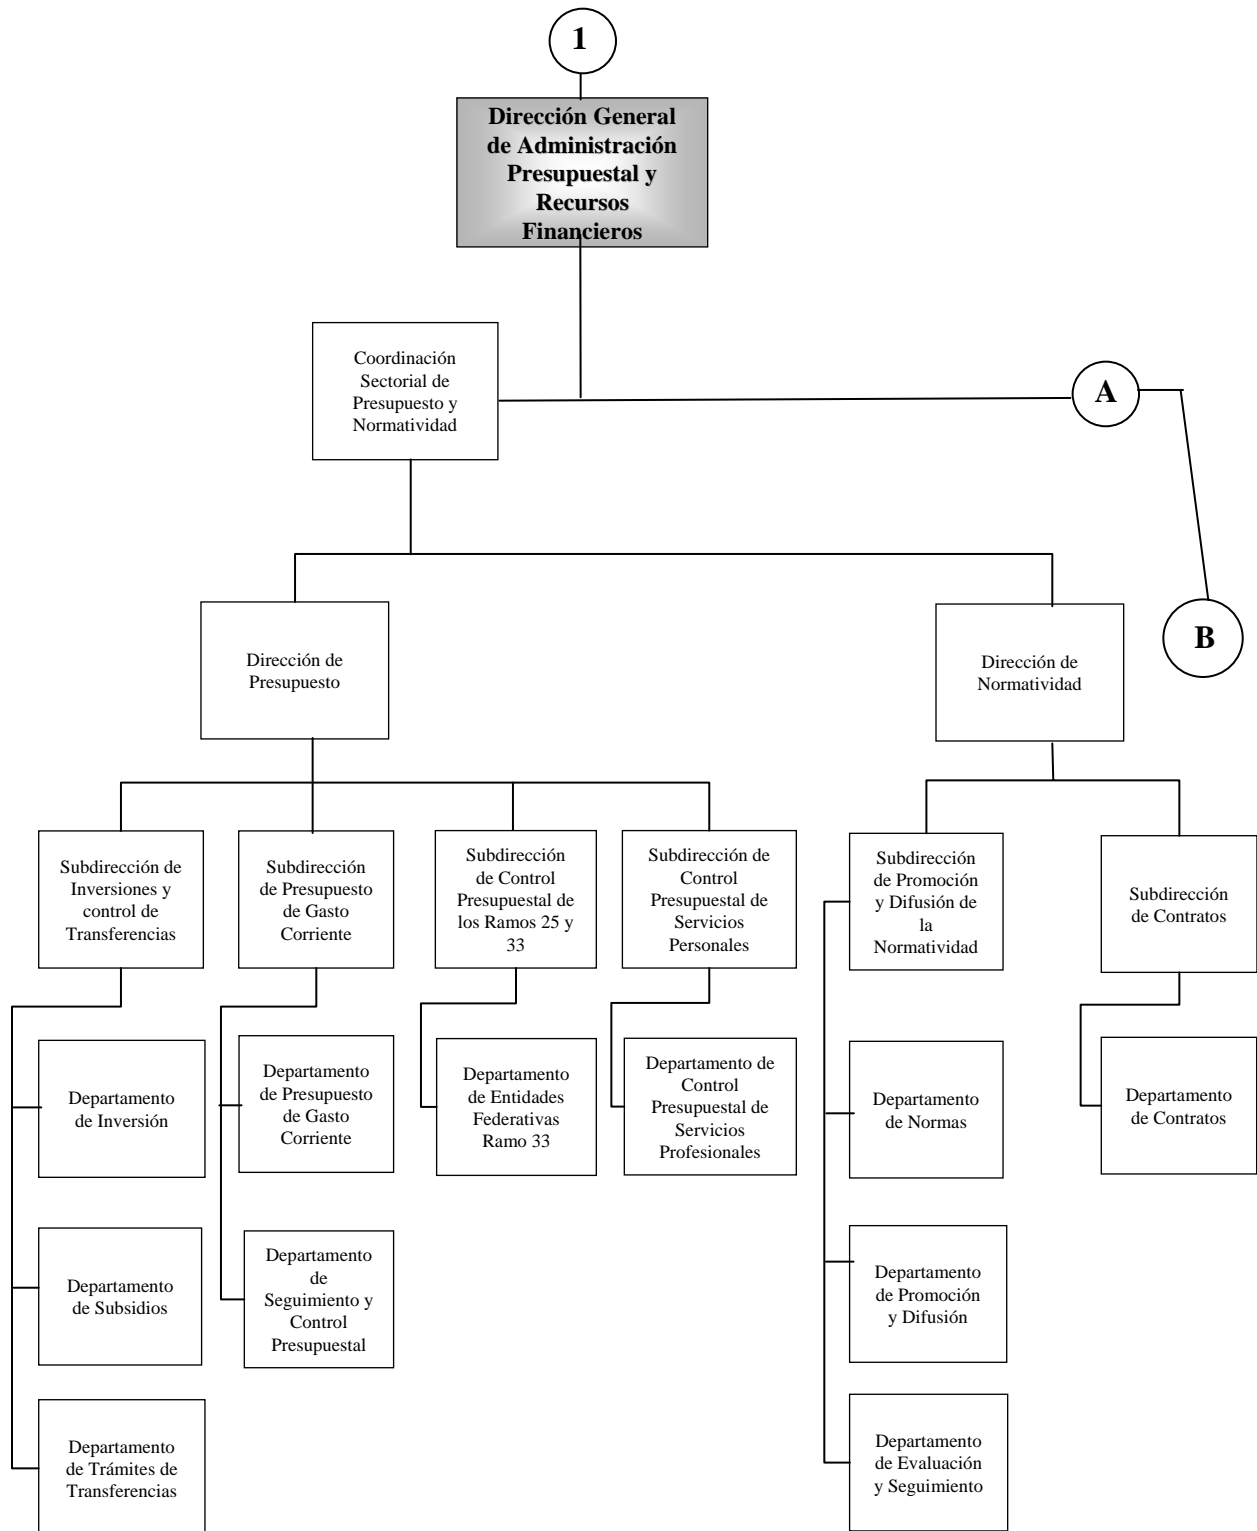 1
Dirección General
de Administración
Presupuestal y
Recursos
Financieros
Coordinación
Sectorial de
Presupuesto y
Normatividad
A
B
Dirección de
Presupuesto
Dirección de
Normatividad
Subdirección de
Inversiones y
control de
Transferencias
Subdirección
de Presupuesto
de Gasto
Corriente
Subdirección
de Control
Presupuestal de
los Ramos 25 y
33
Subdirección de
Control
Presupuestal de
Servicios
Personales
Subdirección
de Promoción
y Difusión de
la
Normatividad
Subdirección
de Contratos
Departamento
de Inversión
Departamento
de Presupuesto
de Gasto
Corriente
Departamento
de Entidades
Federativas
Ramo 33
Departamento de
Control
Presupuestal de
Servicios
Profesionales
Departamento
de Normas
Departamento
de Contratos
Departamento
de Subsidios
Departamento
de
Seguimiento y
Control
Presupuestal
Departamento
de Promoción
y Difusión
Departamento
de Trámites de
Transferencias
Departamento
de Evaluación
y Seguimiento